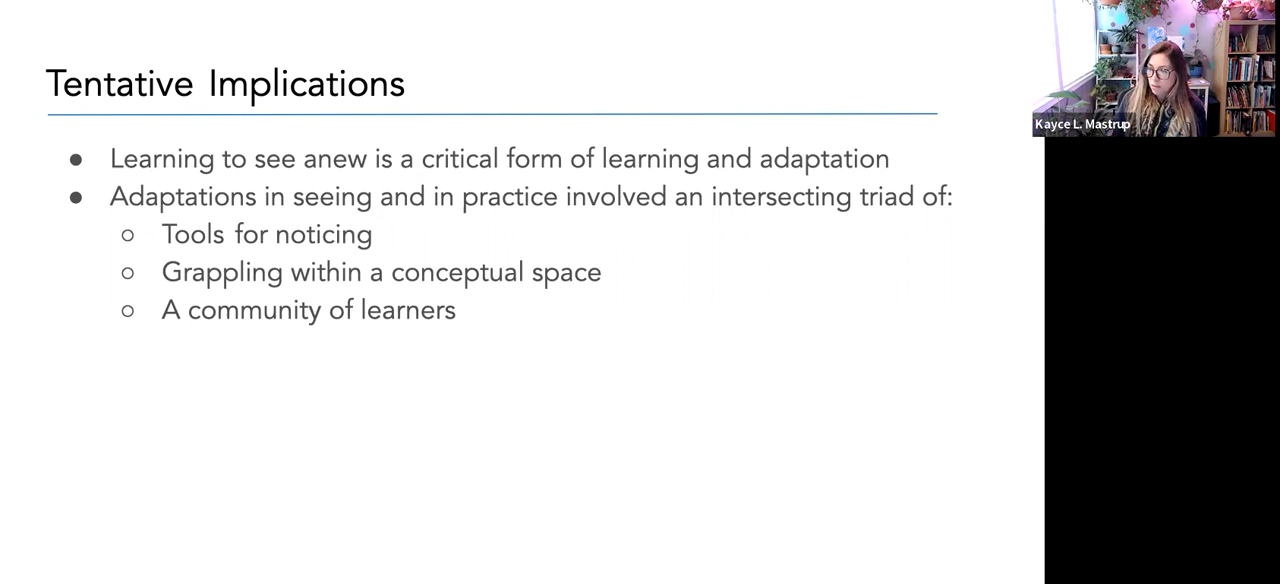 Tentative Implications
● Learning to see anew is a critical form of learning and adaptation
● Adaptations in seeing and in practice involved an intersecting triad of:
○ Tools for noticing
○ Grappling within a conceptual space
○ A community of learners
Kayce L. Mastrup